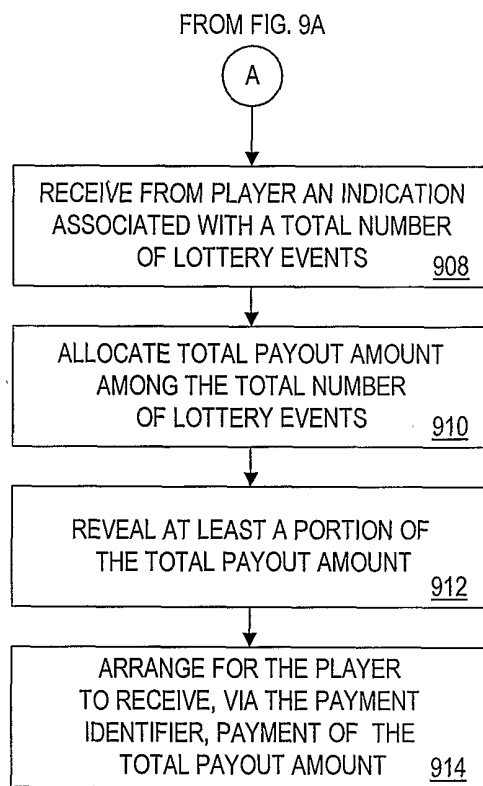 FROM FIG. 9A
A
RECEIVE FROM PLAYER AN INDICATION
ASSOCIATED WITH A TOTAL NUMBER
OF LOTTERY EVENTS
908
ALLOCATE TOTAL PAYOUT AMOUNT
AMONG THE TOTAL NUMBER
OF LOTTERY EVENTS
910
REVEAL AT LEAST A PORTION OF
THE TOTAL PAYOUT AMOUNT
912
ARRANGE FOR THE PLAYER
TO RECEIVE, VIA THE PAYMENT
IDENTIFIER, PAYMENT OF THE
TOTAL PAYOUT AMOUNT
914